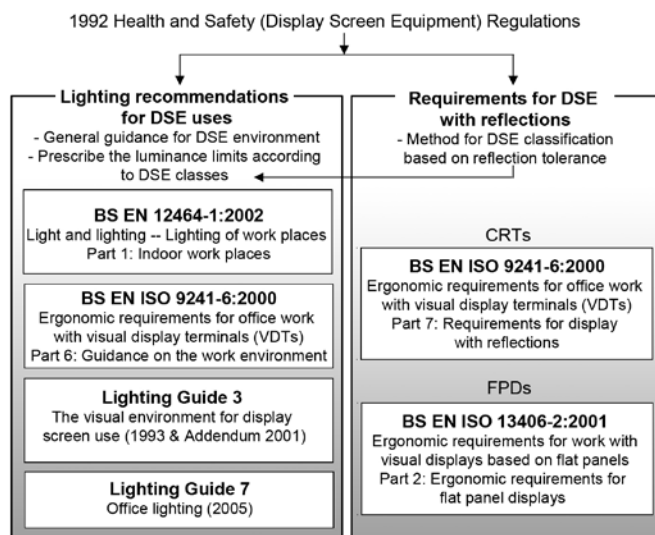 1992 Health and Safety (Display Screen Equipment) Regulations
Lighting recommendations
for DSE uses
- General guidance for DSE environment
- Prescribe the luminance limits according
to DSE classes
BS EN 12464-1:2002
Light and lighting -- Lighting of work places
Part 1: Indoor work places
BS EN ISO 9241-6:2000
Ergonomic requirements for office work
with visual display terminals (VDTs)
Part 6: Guidance on the work environment
Lighting Guide 3
The visual environment for display
screen use (1993 & Addendum 2001)
Lighting Guide 7
Office lighting (2005)
Requirements for DSE
with reflections
- Method for DSE classification
based on reflection tolerance
CRTs
BS EN ISO 9241-6:2000
Ergonomic requirements for office work
with visual display terminals (VDTs)
Part 7: Requirements for display
with reflections
FPDs
BS EN ISO 13406-2:2001
Ergonomic requirements for work with
visual displays based on flat panels
Part 2: Ergonomic requirements for
flat panel displays